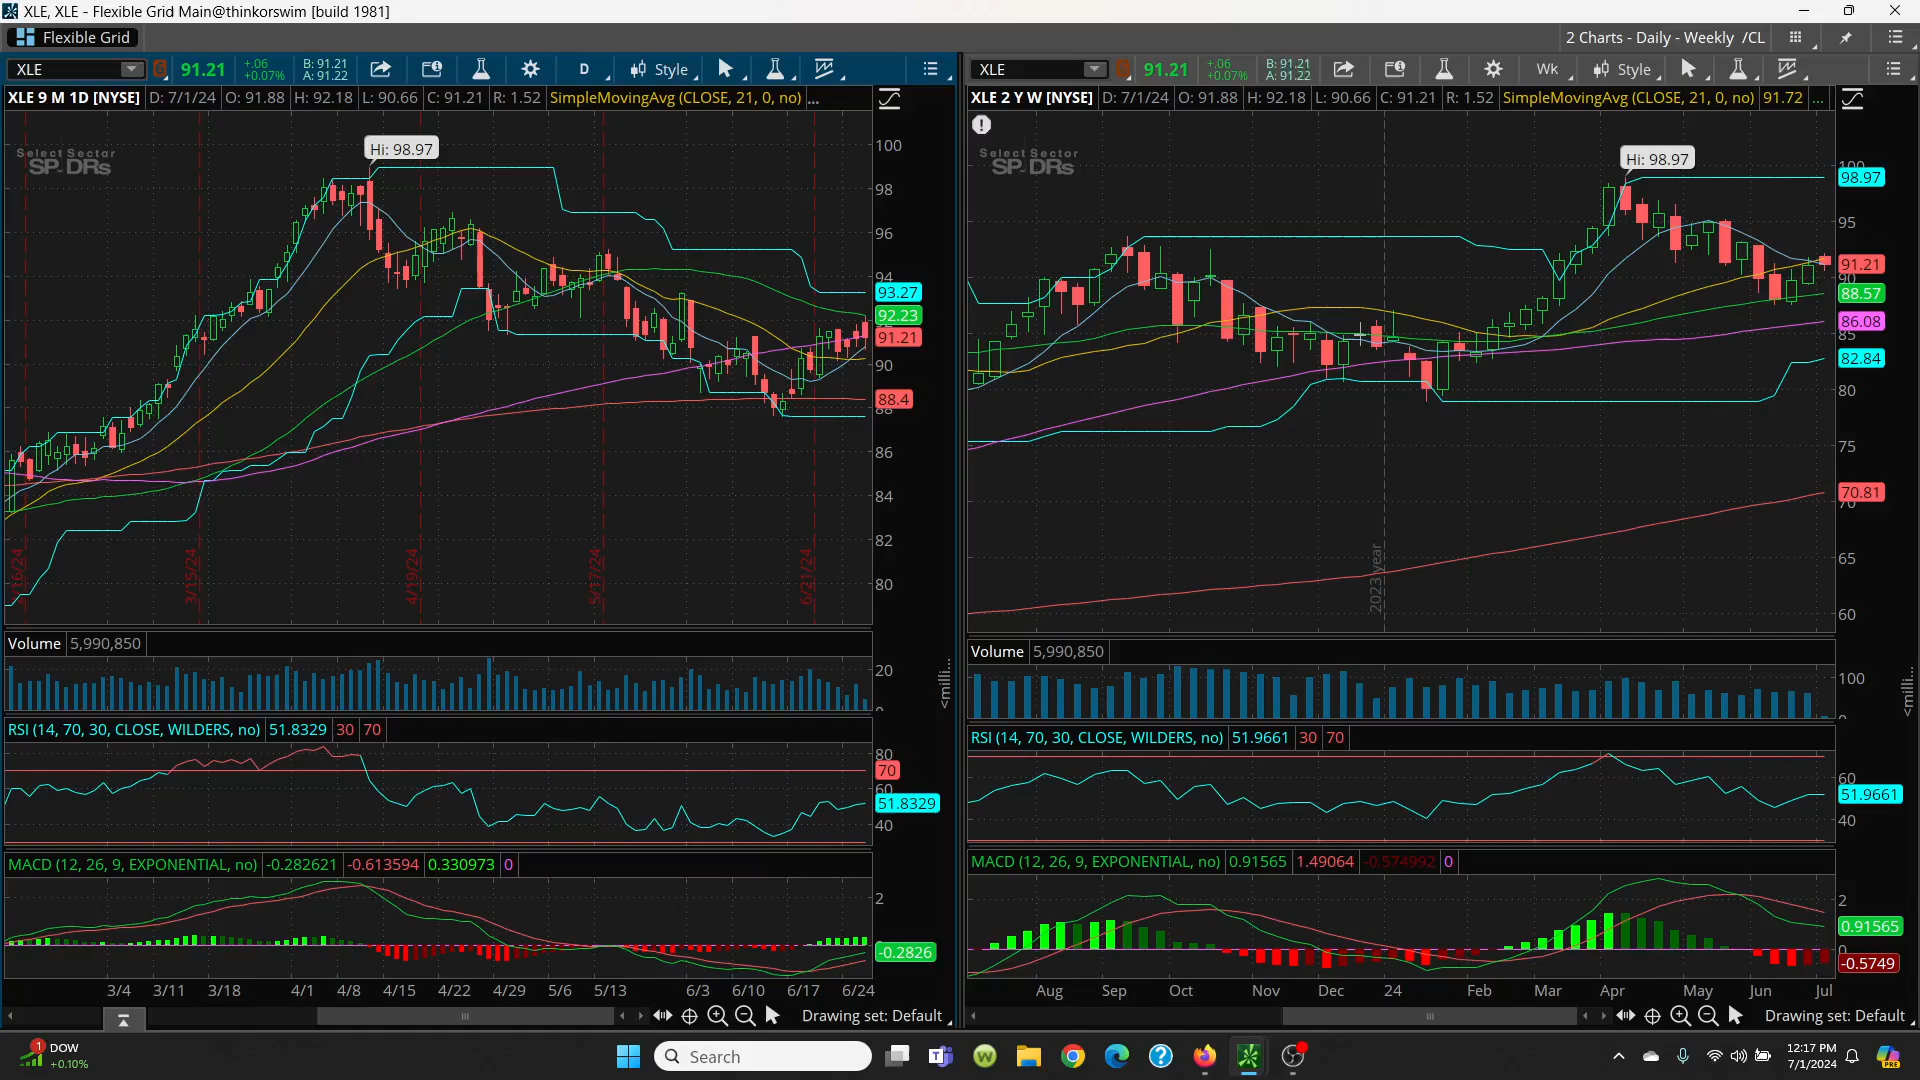 XLE, XLE - Flexible Grid Main@thinkorswim [build 1981]
Flexible Grid
2 Charts - Daily - Weekly /CL
XLE
91.21
+.06
+0.07%
B: 91.21
A: 91.22
D
Style
XLE 9 M 1D [NYSE] D: 7/1/24 O: 91.88 H: 92.18 L: 90.66 C: 91.21 R: 1.52 SimpleMovingAvg (CLOSE, 21, 0, no) ...
Select Sector
SPDRs
Hi: 98.97
100
98
96
94
93.27
92.23
91.21
90
88.4
88
86
84
82
80
3/15/24
4/19/24
5/17/24
6/21/24
Volume 5,990,850
20
0
<milli...
RSI (14, 70, 30, CLOSE, WILDERS, no) 51.8329 30 70
80
70
60
51.8329
40
MACD (12, 26, 9, EXPONENTIAL, no) -0.282621 -0.613594 0.330973 0
2
-0.2826
3/4 3/11 3/18 4/1 4/8 4/15 4/22 4/29 5/6 5/13 6/3 6/10 6/17 6/24
Drawing set: Default
XLE
91.21
+.06
+0.07%
B: 91.21
A: 91.22
Wk
Style
XLE 2 Y W [NYSE] D: 7/1/24 O: 91.88 H: 92.18 L: 90.66 C: 91.21 R: 1.52 SimpleMovingAvg (CLOSE, 21, 0, no) 91.72 ...
Select Sector
SPDRs
Hi: 98.97
100
98.97
95
91.21
90
88.57
86.08
85
82.84
80
75
70.81
70
65
60
2023 year
Volume 5,990,850
100
0
<milli...
RSI (14, 70, 30, CLOSE, WILDERS, no) 51.9661 30 70
60
51.9661
40
MACD (12, 26, 9, EXPONENTIAL, no) 0.91565 1.49064 -0.574992 0
2
0.91565
0
-0.5749
Aug Sep Oct Nov Dec 24 Feb Mar Apr May Jun Jul
Drawing set: Default
1
DOW
+0.10%
Search
12:17 PM
7/1/2024
PRE